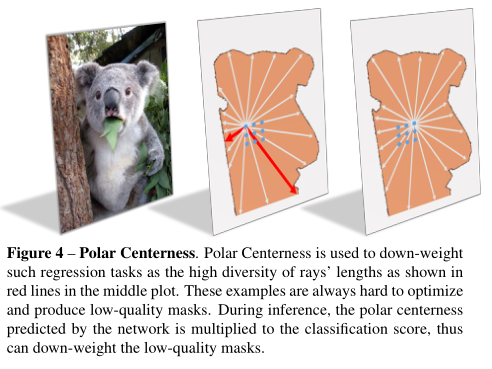 Figure 4 – Polar Centerness. Polar Centerness is used to down-weight
such regression tasks as the high diversity of rays' lengths as shown in
red lines in the middle plot. These examples are always hard to optimize
and produce low-quality masks. During inference, the polar centerness
predicted by the network is multiplied to the classification score, thus
can down-weight the low-quality masks.